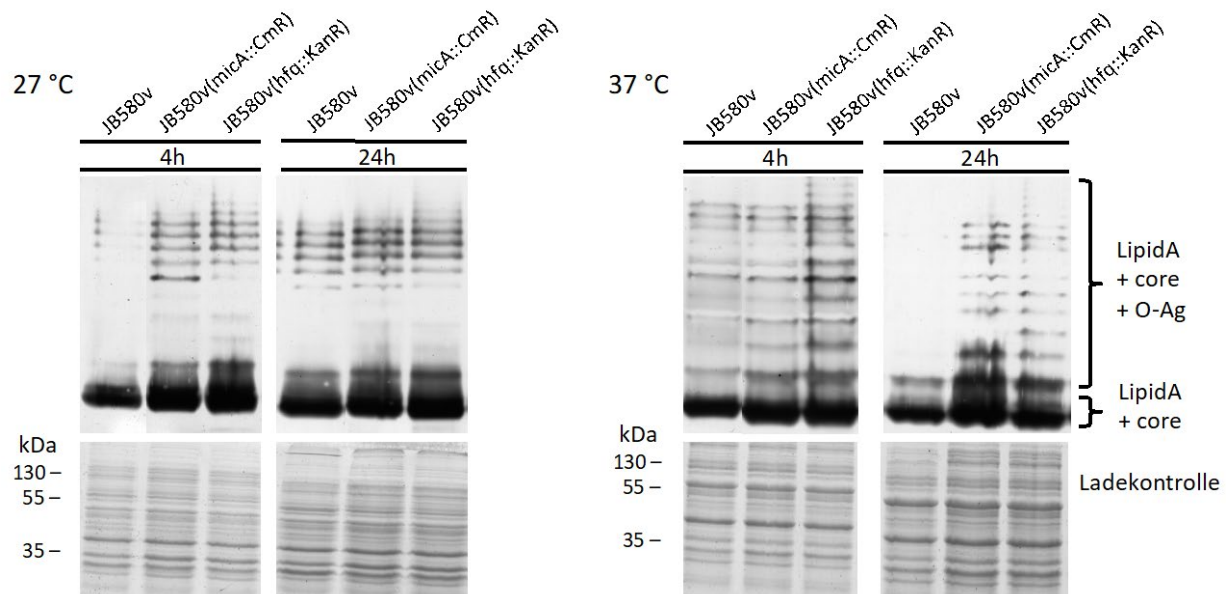 27 °C
JB580v
JB580v(micA::CmR)
JB580v(hfq::KanR)
JB580v
JB580v(micA::CmR)
JB580v(hfq::KanR)
4h
24h
kDa
130 –
55 –
35 –
37 °C
JB580v
JB580v(micA::CmR)
JB580v(hfq::KanR)
JB580v
JB580v(micA::CmR)
JB580v(hfq::KanR)
4h
24h
LipidA
+ core
+ O-Ag
LipidA
+ core
kDa
130 –
55 –
35 –
Ladekontrolle